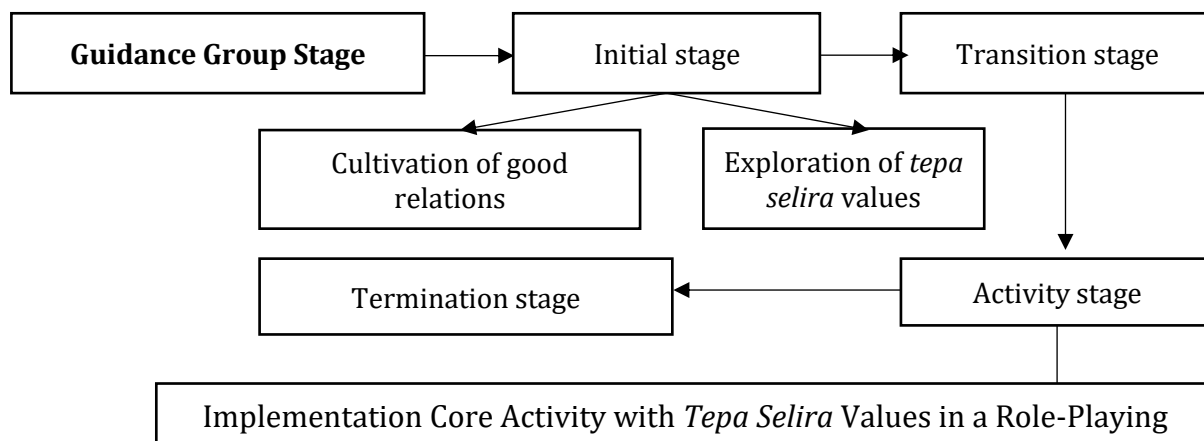 Guidance Group Stage
Initial stage
Transition stage
Cultivation of good
relations
Exploration of tepa
selira values
Termination stage
Activity stage
Implementation Core Activity with Tepa Selira Values in a Role-Playing